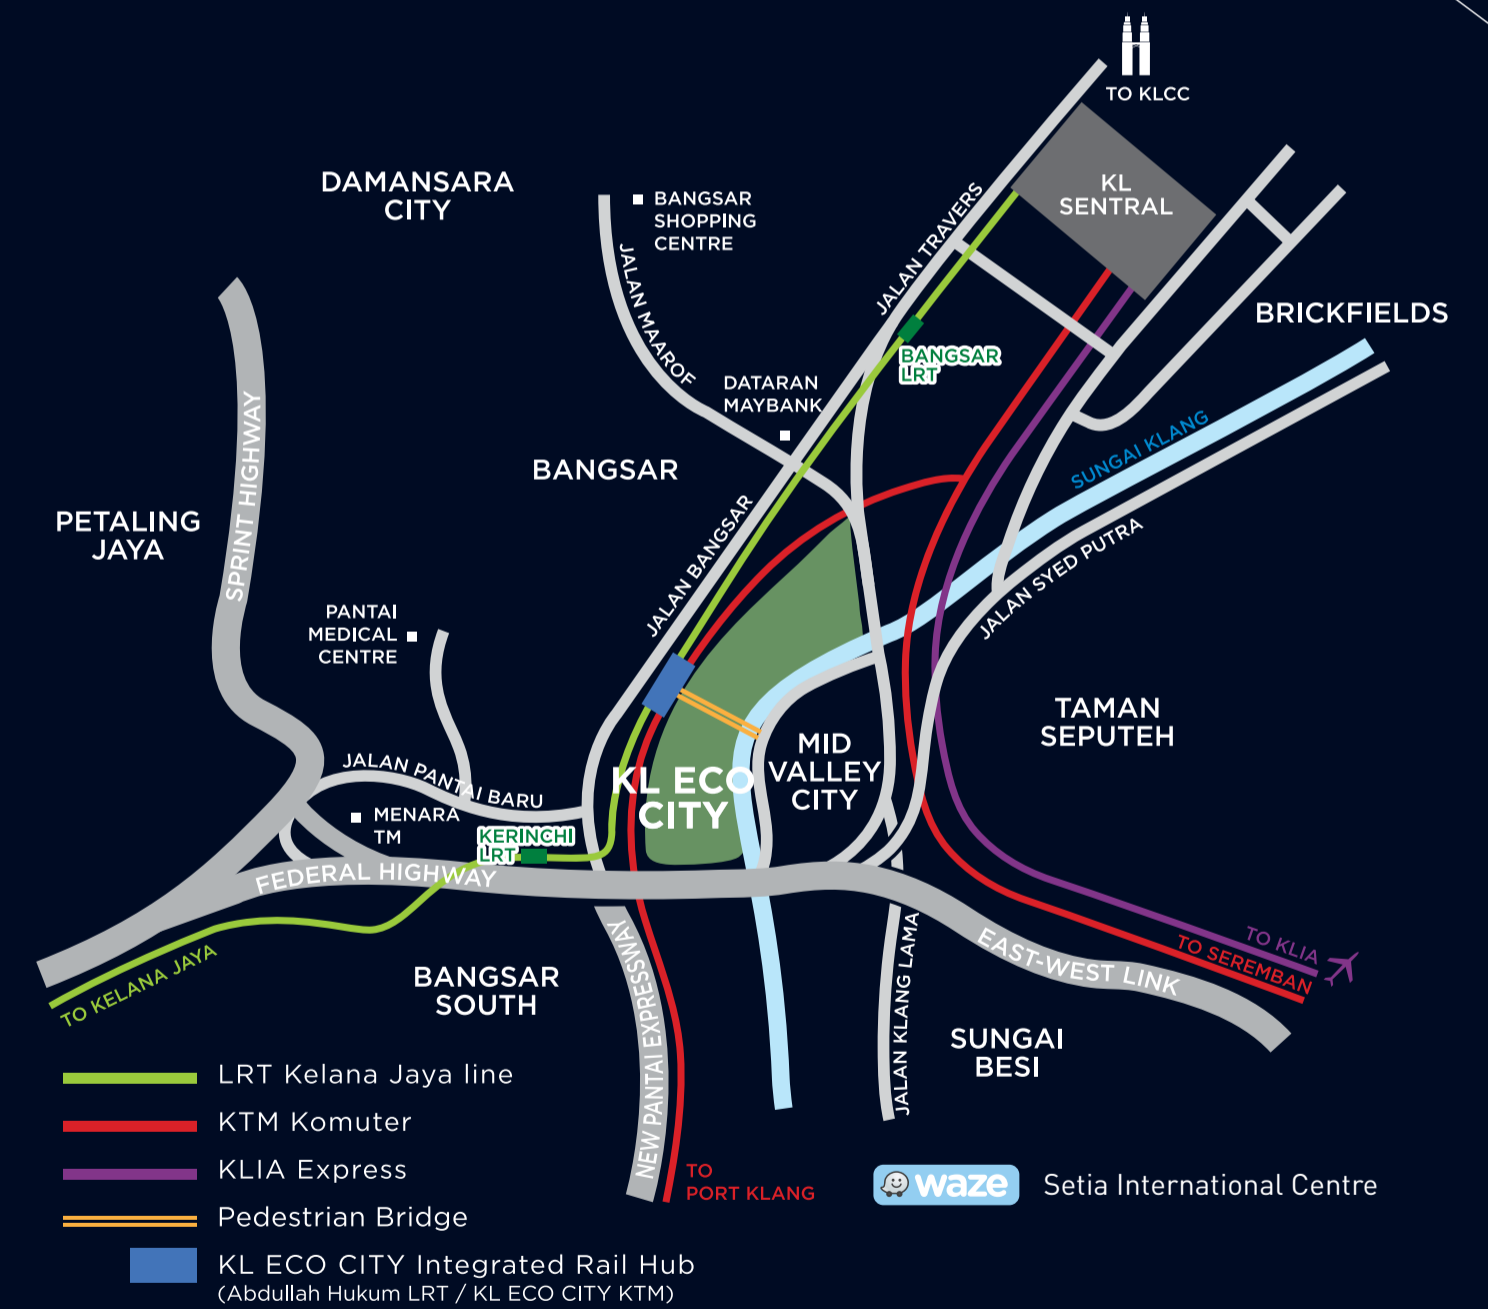 TO KLCC
DAMANSARA
CITY
BANGSAR
SHOPPING
CENTRE
KL
SENTRAL
JALAN TRAVERS
JALAN MAAROF
BRICKFIELDS
BANGSAR
LRT
DATARAN
MAYBANK
SUNGAI KLANG
SPRINT HIGHWAY
BANGSAR
PETALING
JAYA
JALAN BANGSAR
JALAN SYED PUTRA
PANTAI
MEDICAL
CENTRE
TAMAN
SEPUTEH
MID
VALLEY
CITY
KL ECO
CITY
JALAN PANTAI BARU
MENARA
TM
KERINCHI
LRT
FEDERAL HIGHWAY
TO KELANA JAYA
BANGSAR
SOUTH
NEW PANTAI EXPRESSWAY
JALAN KLANG LAMA
EAST-WEST LINK
TO KLIA
TO SEREMBAN
SUNGAI
BESI
TO
PORT KLANG
LRT Kelana Jaya line
KTM Komuter
KLIA Express
Pedestrian Bridge
KL ECO CITY Integrated Rail Hub
(Abdullah Hukum LRT / KL ECO CITY KTM)
waze
Setia International Centre